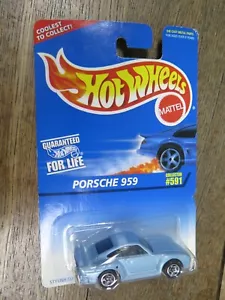 COOLEST
TO COLLECT!
HOT WHEELS
MATTEL
GUARANTEED
FOR LIFE
PORSCHE 959
COLLECTOR
#591